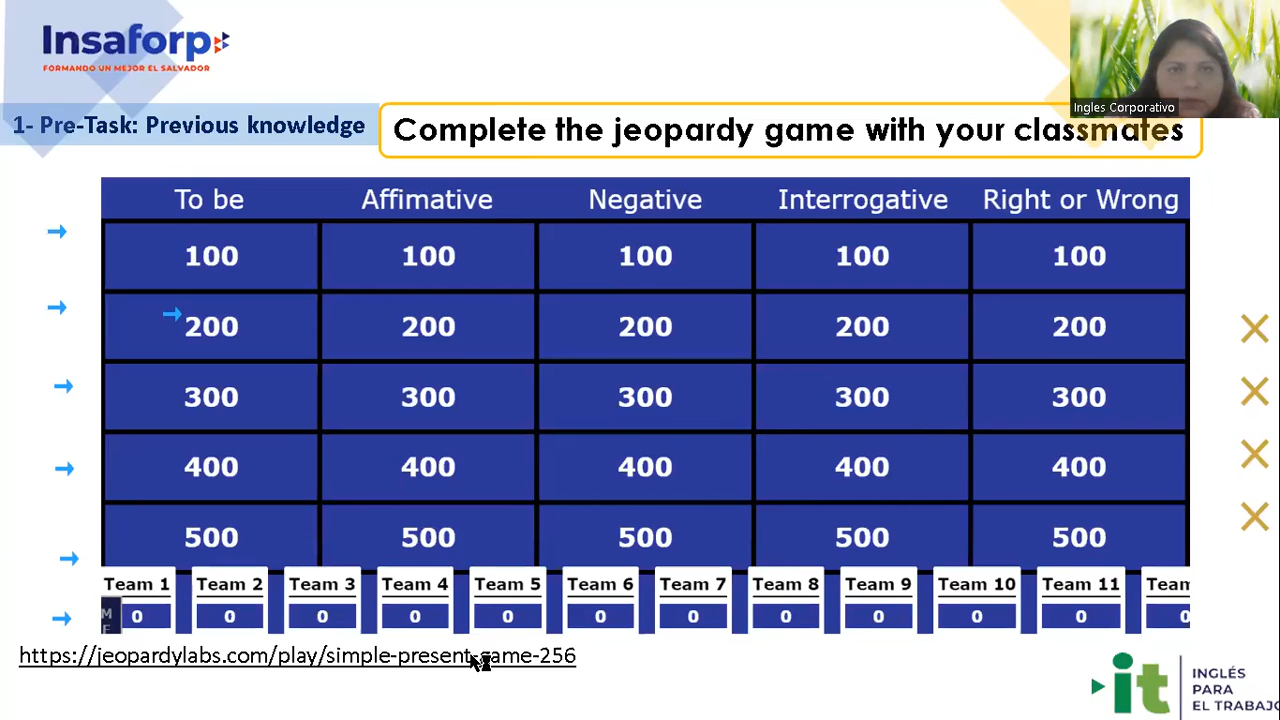 Insaforp
FORMANDO UN MEJOR EL SALVADOR
Ingles Corporativo
1- Pre-Task: Previous knowledge
Complete the jeopardy game with your classmates
To be Affimative Negative Interrogative Right or Wrong
100 100 100 100 100
200 200 200 200 200
300 300 300 300 300
400 400 400 400 400
500 500 500 500 500
Team 1 Team 2 Team 3 Team 4 Team 5 Team 6 Team 7 Team 8 Team 9 Team 10 Team 11 Team
M 0 0 0 0 0 0 0 0 0 0 0 0
https://jeopardylabs.com/play/simple-present-game-256
it
INGLÉS
PARA
EL TRABAJO